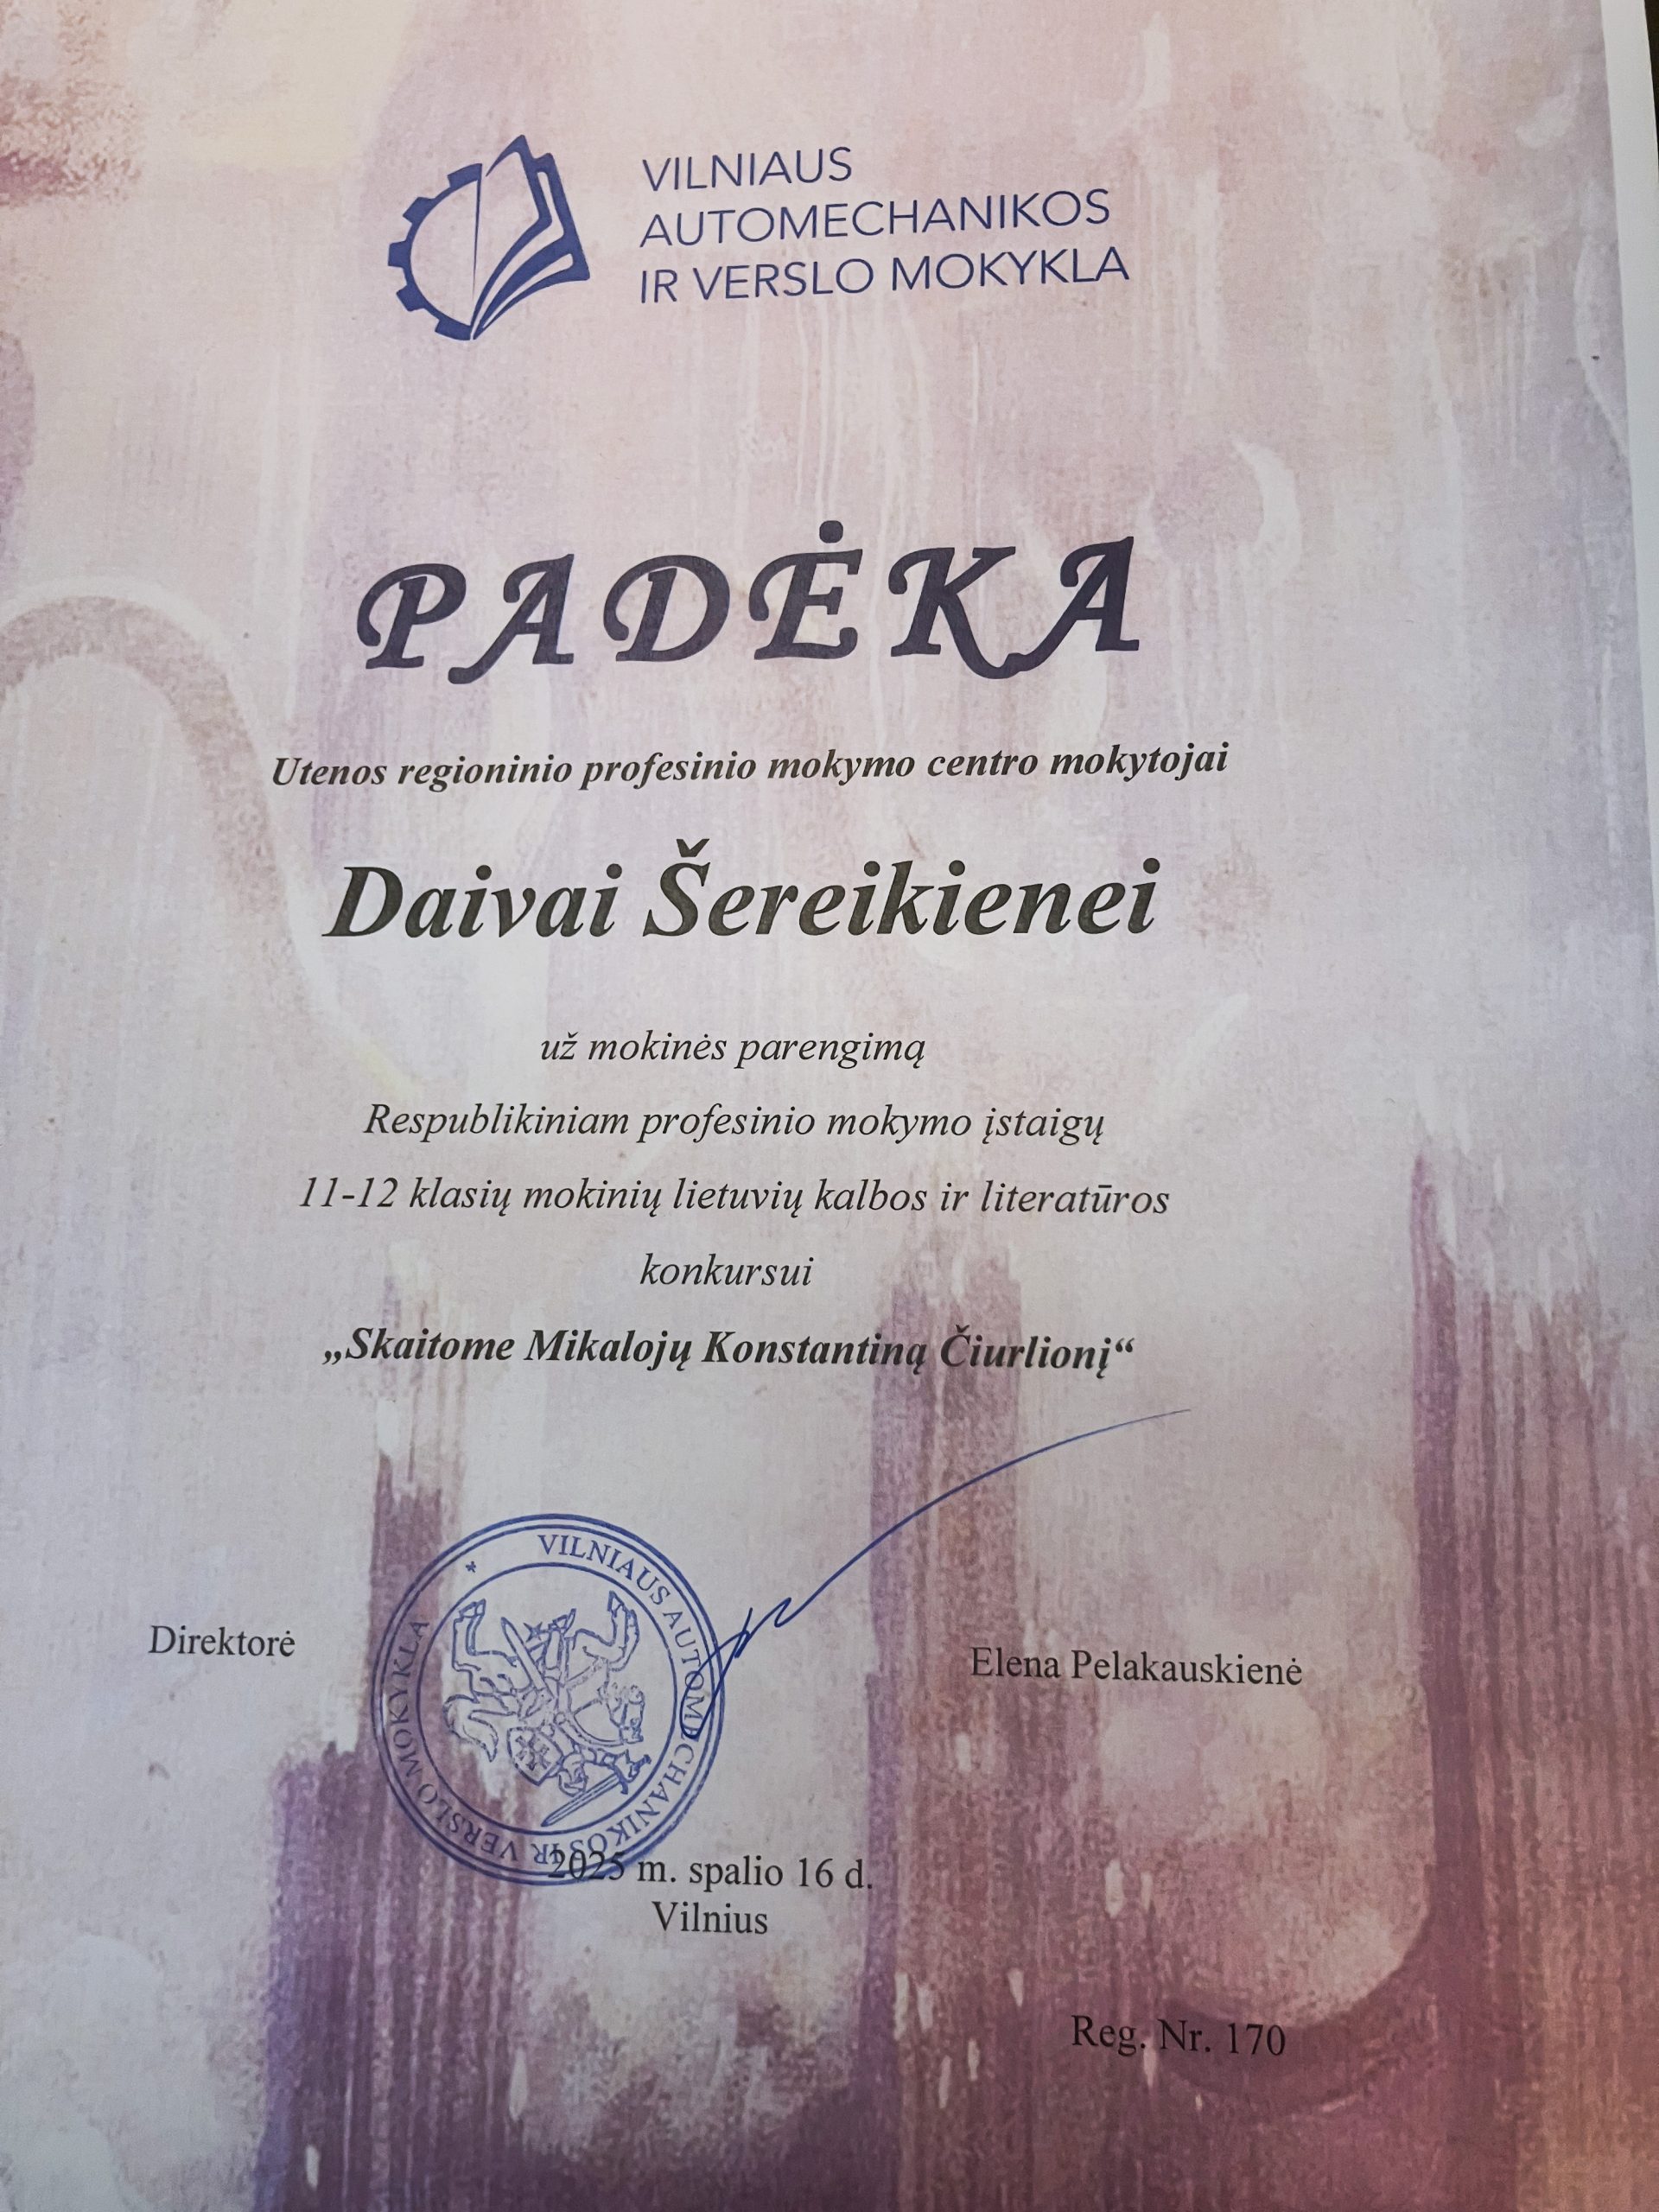 VILNIAUS
AUTOMECHANIKOS
IR VERSLO MOKYKLA
PADĖKA
Utenos regioninio profesinio mokymo centro mokytojai
Daivai Šereikienei
už mokinės parengimą
Respublikiniam profesinio mokymo įstaigų
11-12 klasių mokinių lietuvių kalbos ir literatūros
konkursui
„Skaitome Mikalojų Konstantiną Čiurlionį“
VILNIAUS AUTOMECHANIKOS IR VERSLO MOKYKLA
Direktorė
Elena Pelakauskienė
2025 m. spalio 16 d.
Vilnius
Reg. Nr. 170